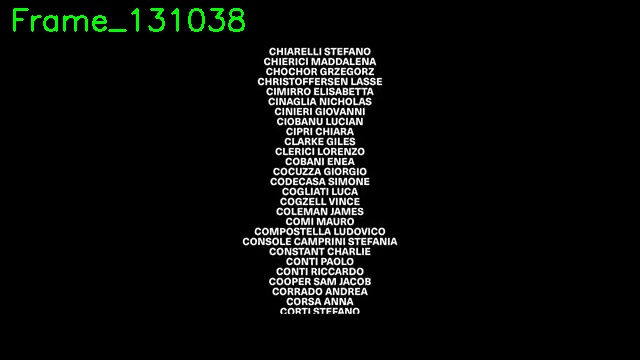 Frame_131038
CHIARELLI STEFANO
CHIERICI MADDALENA
CHOCHOR GRZEGORZ
CHRISTOFFERSEN LASSE
CIMIRRO ELISABETTA
CINAGLIA NICHOLAS
CINIERI GIOVANNI
CIOBANU LUCIAN
CIPRI CHIARA
CLARKE GILES
CLERICI LORENZO
COBANI ENEA
COCUZZA GIORGIO
CODECASA SIMONE
COGLIATI LUCA
COGZELL VINCE
COLEMAN JAMES
COMI MAURO
COMPOSTELLA LUDOVICO
CONSOLE CAMPRINI STEFANIA
CONSTANT CHARLIE
CONTI PAOLO
CONTI RICCARDO
COOPER SAM JACOB
CORRADO ANDREA
CORSA ANNA
CORTI STEFANO